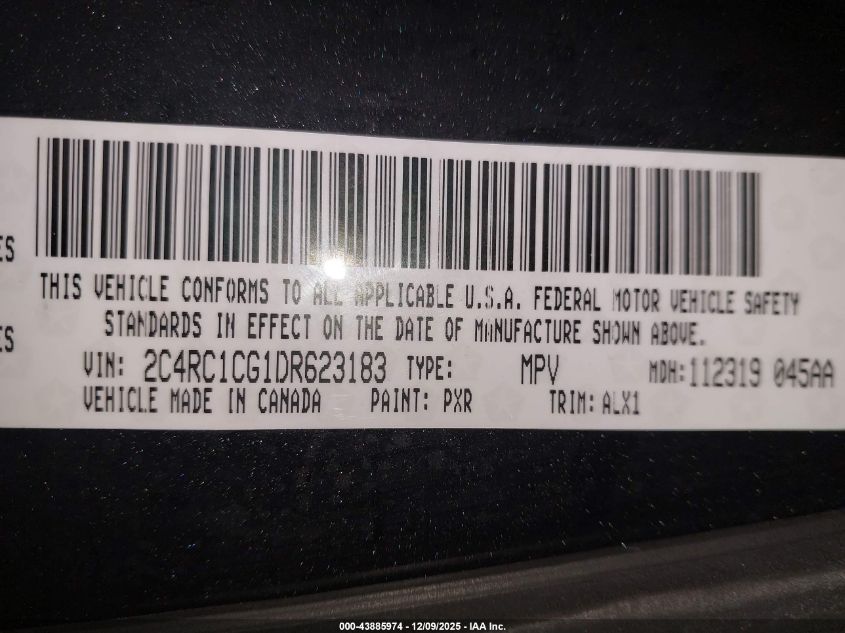 ES
THIS VEHICLE CONFORMS TO ALL APPLICABLE U.S.A. FEDERAL MOTOR VEHICLE SAFETY
ES
STANDARDS IN EFFECT ON THE DATE OF MANUFACTURE SHOWN ABOVE.
VIN: 2C4RC1CG1DR623183 TYPE: MPV MDH: 112319 045AA
VEHICLE MADE IN CANADA PAINT: PXR TRIM: ALX1
000-43885974 - 12/09/2025 - IAA Inc.